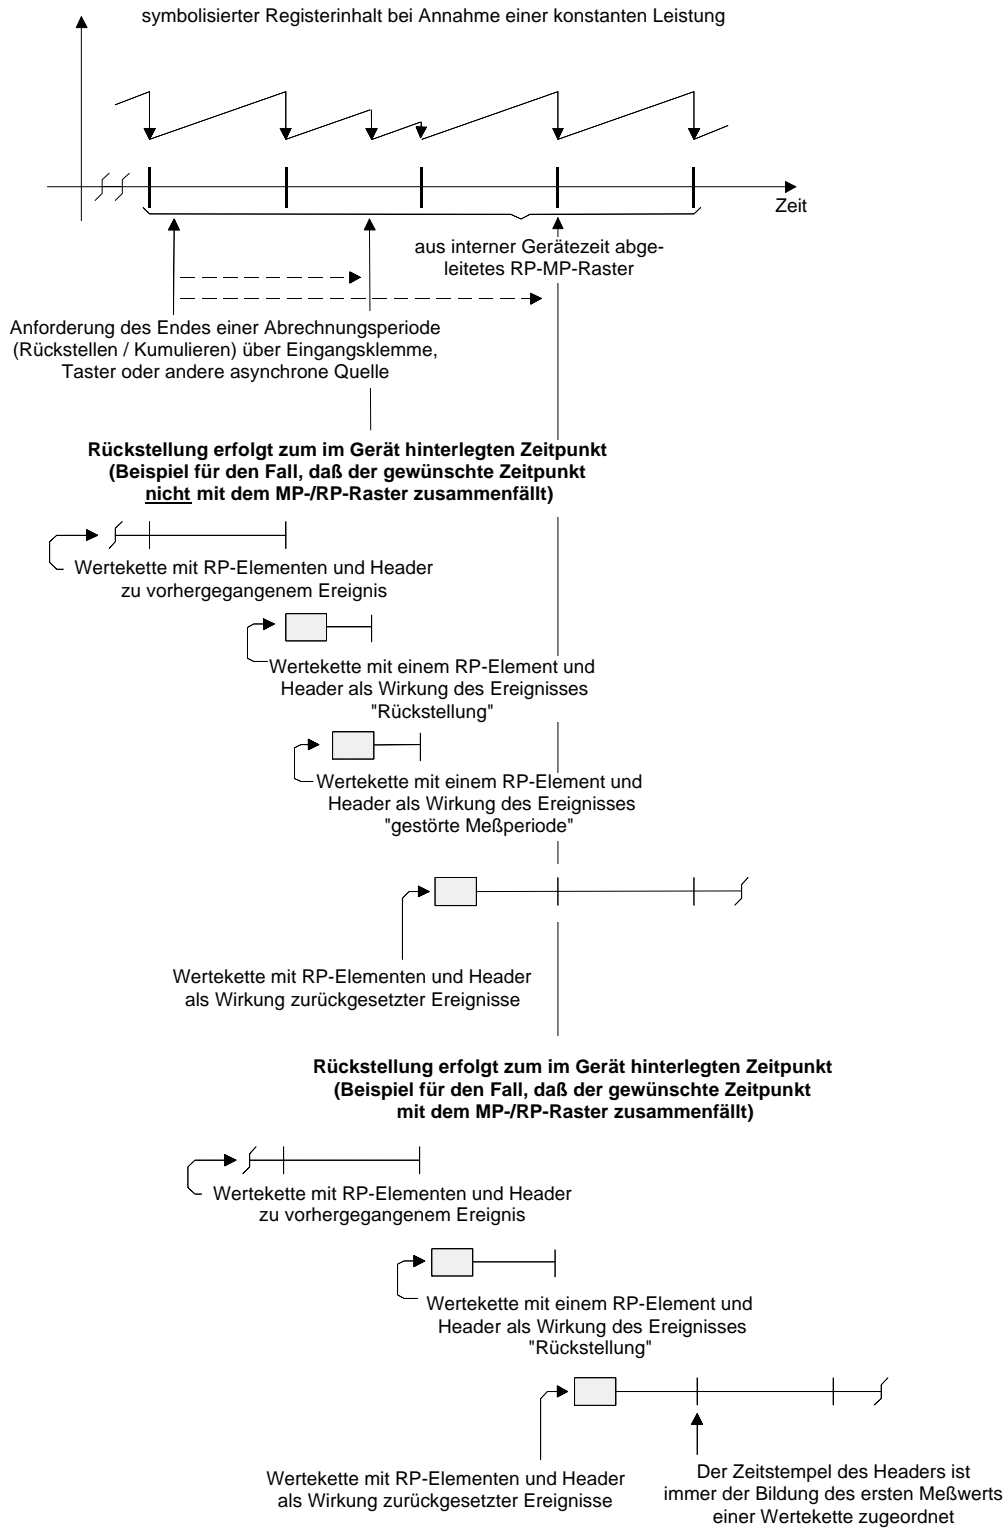 symbolisierter Registerinhalt bei Annahme einer konstanten Leistung
Zeit
aus interner Gerätezeit abge-
leitetes RP-MP-Raster
Anforderung des Endes einer Abrechnungsperiode
(Rückstellen / Kumulieren) über Eingangsklemme,
Taster oder andere asynchrone Quelle
Rückstellung erfolgt zum im Gerät hinterlegten Zeitpunkt
(Beispiel für den Fall, daß der gewünschte Zeitpunkt
nicht mit dem MP-/RP-Raster zusammenfällt)
Wertekette mit RP-Elementen und Header
zu vorhergegangenem Ereignis
Wertekette mit einem RP-Element und
Header als Wirkung des Ereignisses
"Rückstellung"
Wertekette mit einem RP-Element und
Header als Wirkung des Ereignisses
"gestörte Meßperiode"
Wertekette mit RP-Elementen und Header
als Wirkung zurückgesetzter Ereignisse
Rückstellung erfolgt zum im Gerät hinterlegten Zeitpunkt
(Beispiel für den Fall, daß der gewünschte Zeitpunkt
mit dem MP-/RP-Raster zusammenfällt)
Wertekette mit RP-Elementen und Header
zu vorhergegangenem Ereignis
Wertekette mit einem RP-Element und
Header als Wirkung des Ereignisses
"Rückstellung"
Wertekette mit RP-Elementen und Header
als Wirkung zurückgesetzter Ereignisse
Der Zeitstempel des Headers ist
immer der Bildung des ersten Meßwerts
einer Wertekette zugeordnet